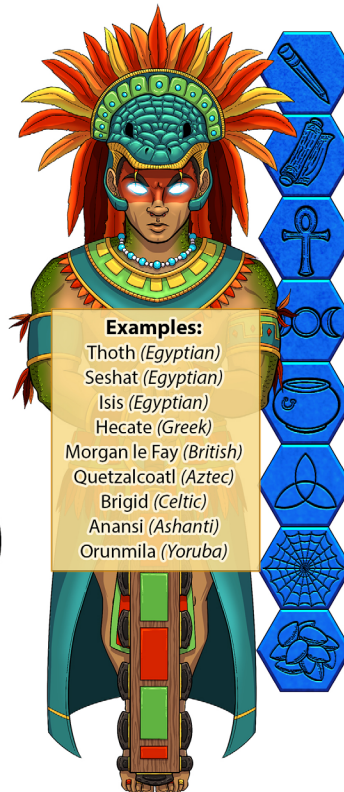 Examples:
Thoth (Egyptian)
Seshat (Egyptian)
Isis (Egyptian)
Hecate (Greek)
Morgan le Fay (British)
Quetzalcoatl (Aztec)
Brigid (Celtic)
Anansi (Ashanti)
Orunmila (Yoruba)